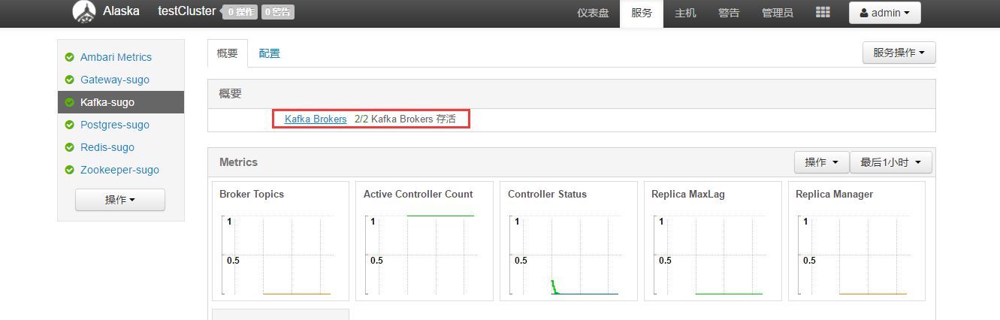 Alaska testCluster 0 操作 0 警告 仪表盘 服务 主机 警告 管理员 admin
Ambari Metrics
Gateway-sugo
Kafka-sugo
Postgres-sugo
Redis-sugo
Zookeeper-sugo
操作
概要 配置 服务操作
概要
Kafka Brokers 2/2 Kafka Brokers 存活
Metrics 操作 最后1小时
Broker Topics Active Controller Count Controller Status Replica MaxLag Replica Manager
1 1 1 1 1
0.5 0.5 0.5 0.5 0.5